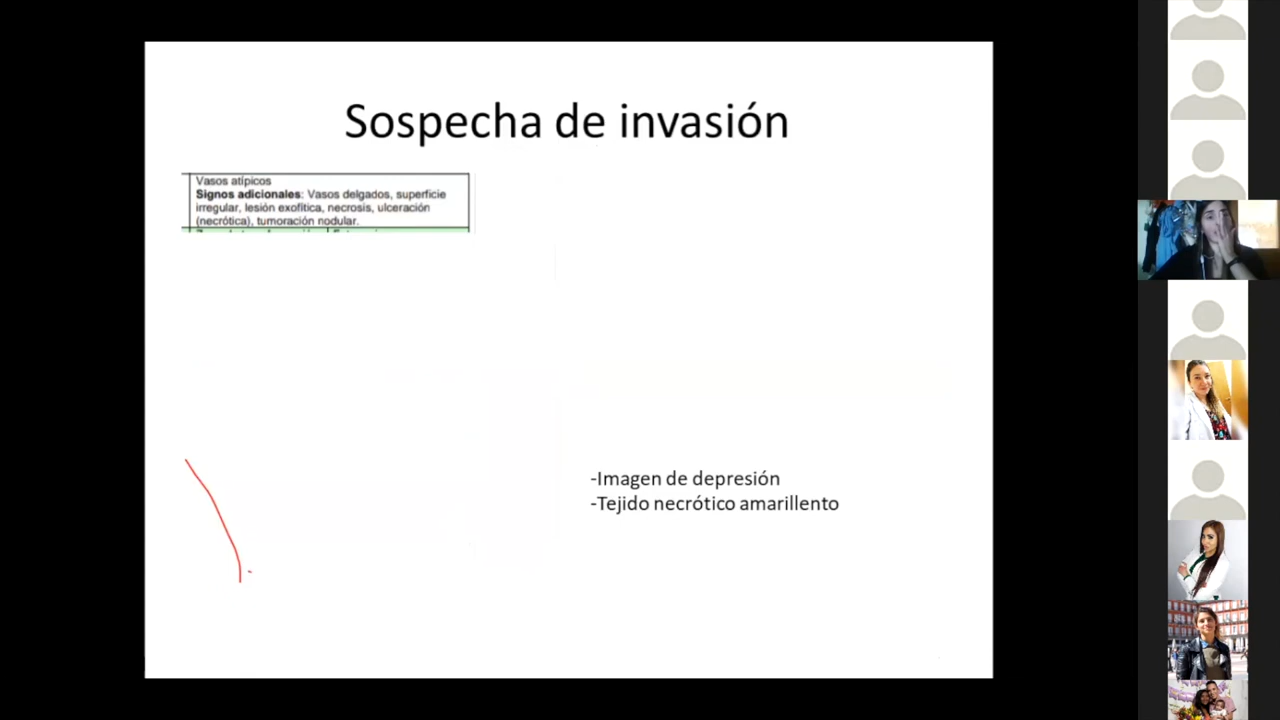 Sospecha de invasión
Vasos atípicos
Signos adicionales: Vasos delgados, superficie
irregular, lesión exofítica, necrosis, ulceración
(necrótica), tumoración nodular.
-Imagen de depresión
-Tejido necrótico amarillento